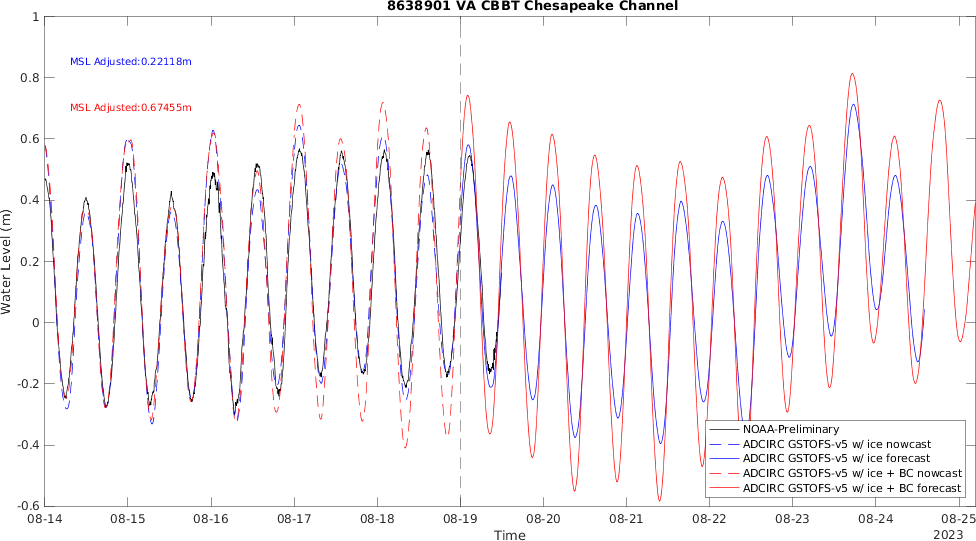 8638901 VA CBBT Chesapeake Channel
MSL Adjusted:0.22118m
MSL Adjusted:0.67455m
Water Level (m)
1
0.8
0.6
0.4
0.2
0
-0.2
-0.4
-0.6
NOAA-Preliminary
ADCIRC GSTOFS-v5 w/ ice nowcast
ADCIRC GSTOFS-v5 w/ ice forecast
ADCIRC GSTOFS-v5 w/ ice + BC nowcast
ADCIRC GSTOFS-v5 w/ ice + BC forecast
08-14 08-15 08-16 08-17 08-18 08-19 08-20 08-21 08-22 08-23 08-24 08-25
Time
2023